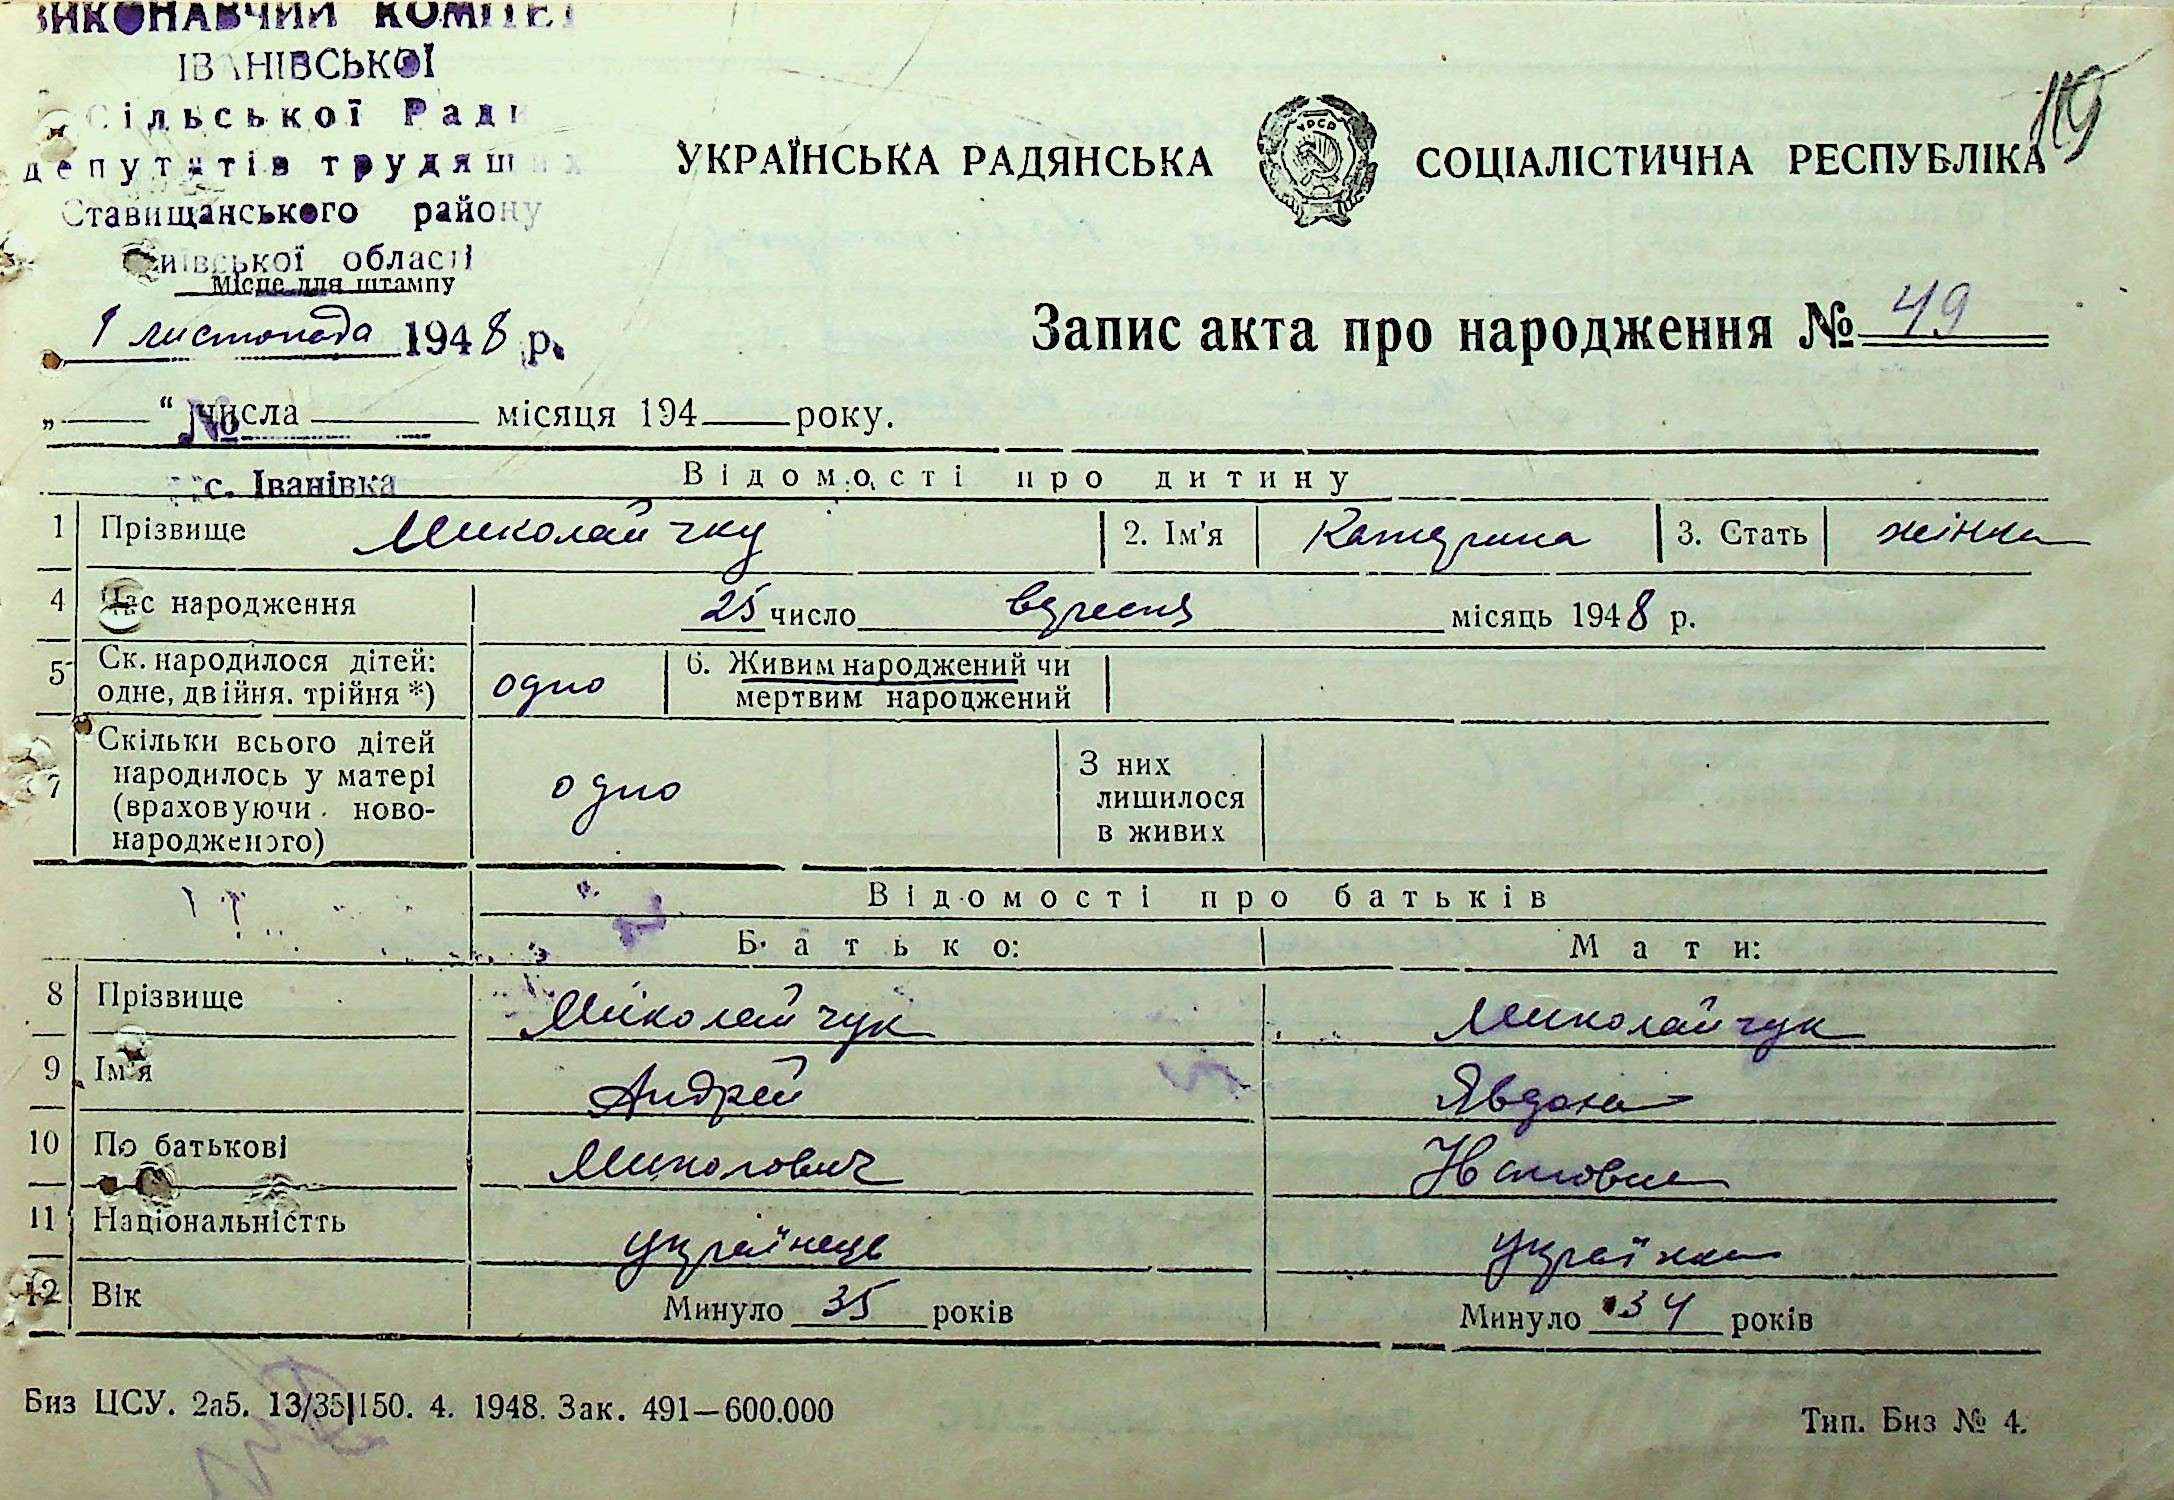 ВИКОНАВЧИЙ КОМІТЕТ
ІВАНІВСЬКОЇ
Сільської Ради
депутатів трудящих
Ставищанського району
Київської області
Місце для штампу
1 листопада 1948 р.
119
УКРАЇНСЬКА РАДЯНСЬКА СОЦІАЛІСТИЧНА РЕСПУБЛІКА
УРСР
Запис акта про народження № 49
„ “ числа місяця 194 року.
№
с. Іванівка
Відомості про дитину
1 Прізвище Миколайчку 2. Ім'я Катерина 3. Стать жінка
4 Час народження 25 число вересня місяць 1948 р.
5 Ск. народилося дітей: одне, двійня. трійня *) одно 6. Живим народжений чи мертвим народжений
7 Скільки всього дітей народилось у матері (враховуючи новонародженого) одно З них лишилося в живих
Відомості про батьків
Батько: Мати:
8 Прізвище Миколайчук Миколайчук
9 Ім'я Андрей Явдоха
10 По батькові Миколович
11 Національністть українець українка
12 Вік Минуло 35 років Минуло 34 років
Биз ЦСУ. 2а5. 13/35|150. 4. 1948. Зак. 491—600.000
Тип. Биз № 4.